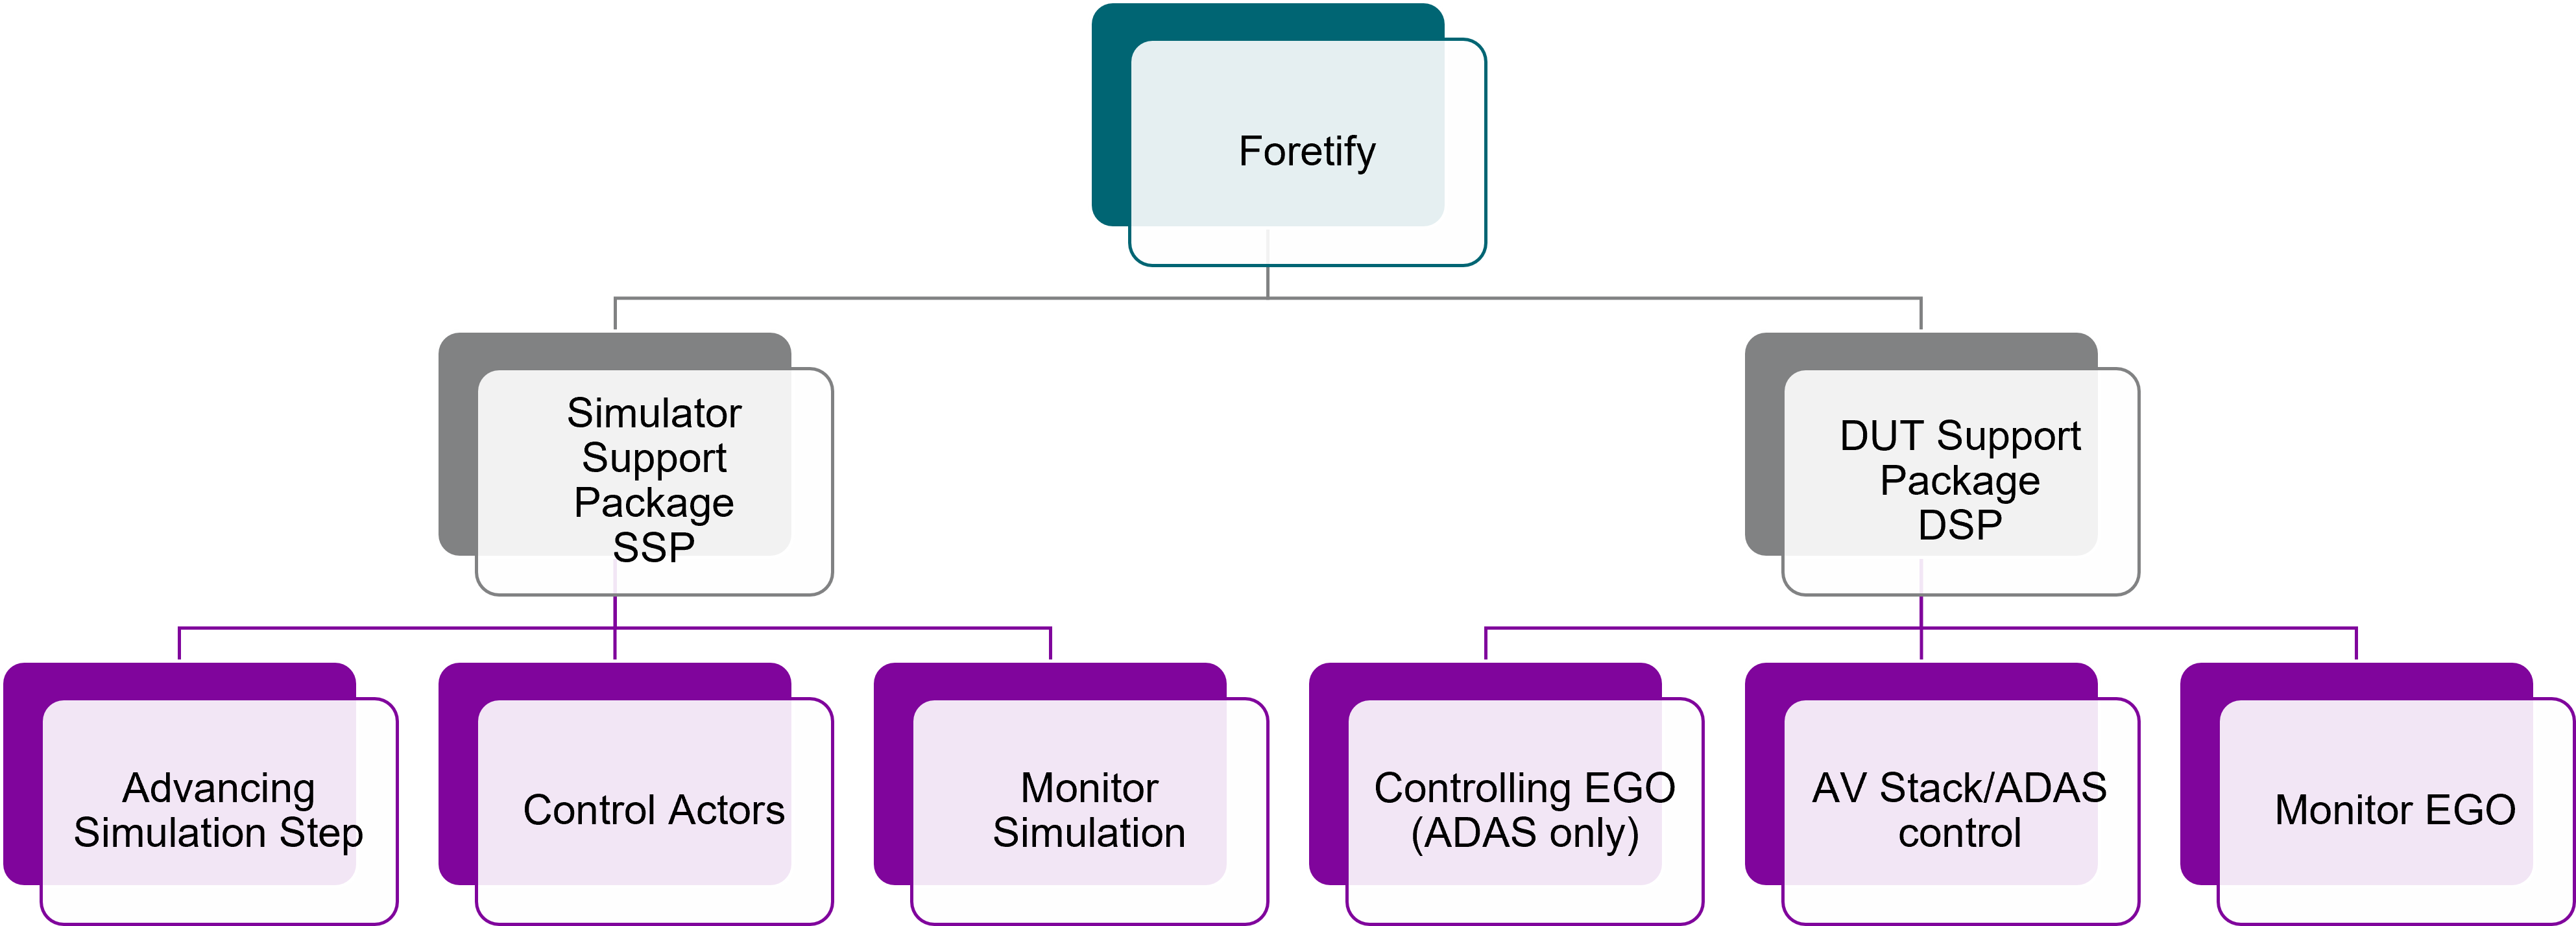 Foretify
Simulator
Support
Package
SSP
DUT Support
Package
DSP
Advancing
Simulation Step
Control Actors
Monitor
Simulation
Controlling EGO
(ADAS only)
AV Stack/ADAS
control
Monitor EGO